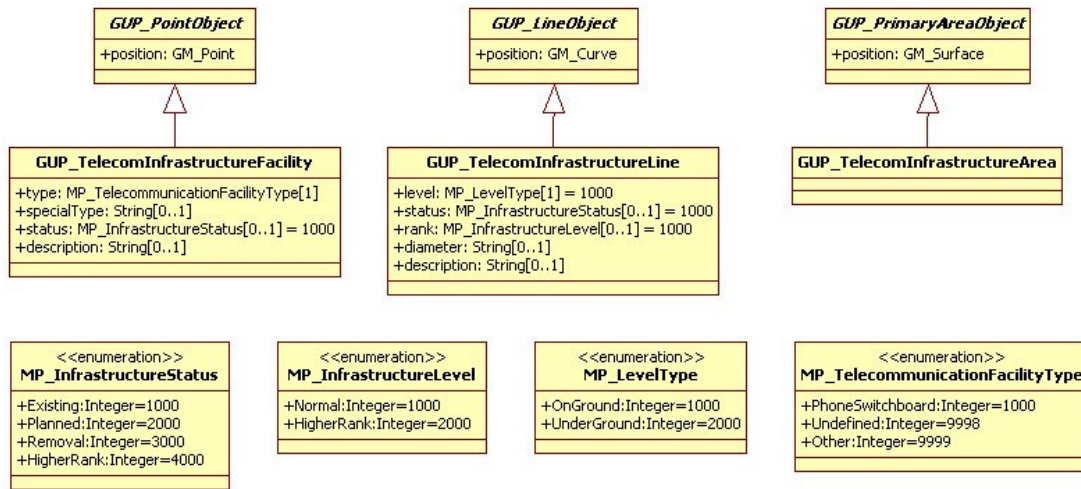 GUP_PointObject
+position: GM_Point
GUP_LineObject
+position: GM_Curve
GUP_PrimaryAreaObject
+position: GM_Surface
GUP_TelecomInfrastructureFacility
+type: MP_TelecommunicationFacilityType[1]
+specialType: String[0..1]
+status: MP_InfrastructureStatus[0..1] = 1000
+description: String[0..1]
GUP_TelecomInfrastructureLine
+level: MP_LevelType[1] = 1000
+status: MP_InfrastructureStatus[0..1] = 1000
+rank: MP_InfrastructureLevel[0..1] = 1000
+diameter: String[0..1]
+description: String[0..1]
GUP_TelecomInfrastructureArea
<<enumeration>>
MP_InfrastructureStatus
+Existing:Integer=1000
+Planned:Integer=2000
+Removal:Integer=3000
+HigherRank:Integer=4000
<<enumeration>>
MP_InfrastructureLevel
+Normal:Integer=1000
+HigherRank:Integer=2000
<<enumeration>>
MP_LevelType
+OnGround:Integer=1000
+UnderGround:Integer=2000
<<enumeration>>
MP_TelecommunicationFacilityType
+PhoneSwitchboard:Integer=1000
+Undefined:Integer=9998
+Other:Integer=9999